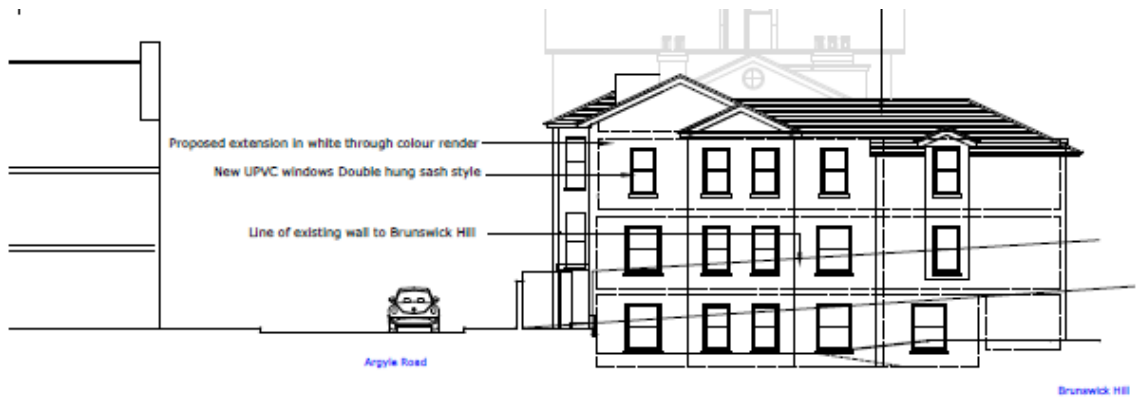 Proposed extension in white through colour render
New UPVC windows Double hung sash style
Line of existing wall to Brunswick Hill
Argyle Road
Brunswick Hill